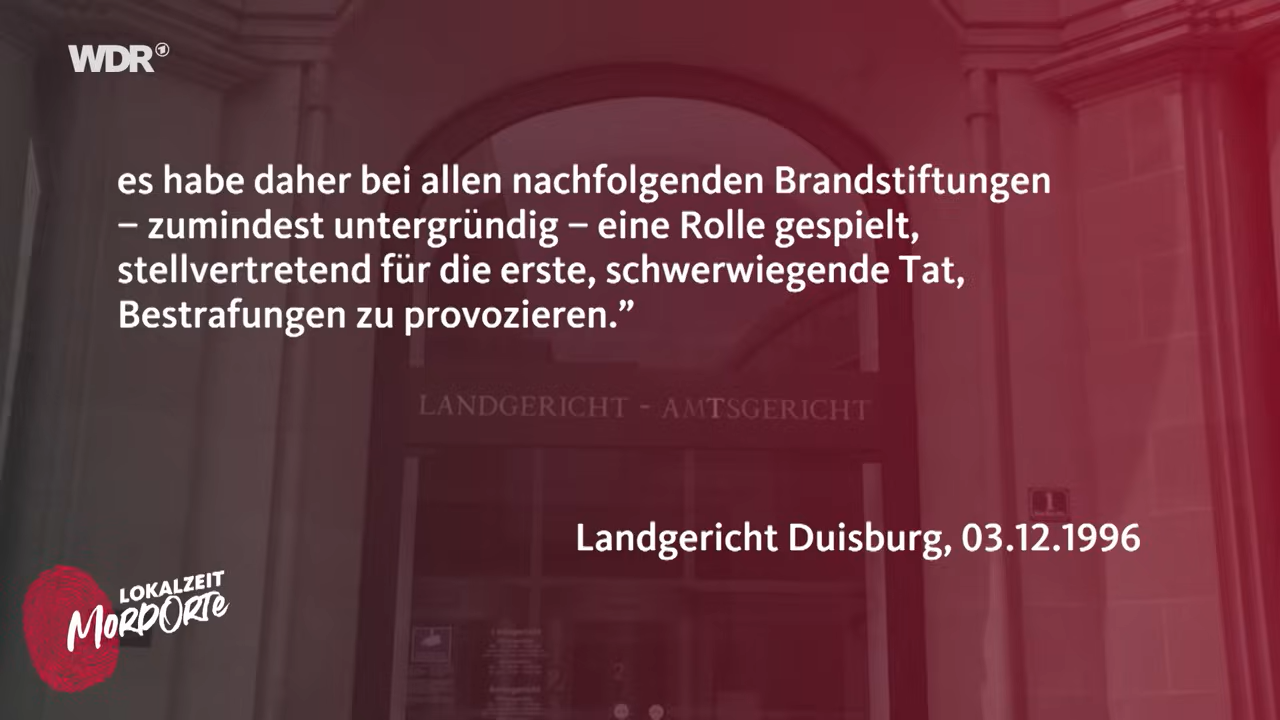 WDR
es habe daher bei allen nachfolgenden Brandstiftungen
– zumindest untergründig – eine Rolle gespielt,
stellvertretend für die erste, schwerwiegende Tat,
Bestrafungen zu provozieren.”
LANDGERICHT - AMTSGERICHT
1
Landgericht Duisburg, 03.12.1996
LOKALZEIT
MORDORTE